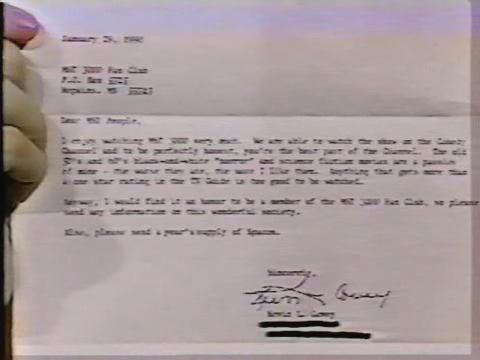 January 29, 1990
MST 3000 Fan Club
P.O. Box
Hopkins, MN
Dear MST People,
I enjoy watching MST 3000 very much. We are able to watch the show on the Comedy
Channel and to be perfectly honest, you're the best part of the Channel. The old
50's and 60's black-and-white "horror" and science fiction movies are a passion
of mine - the worse they are, the more I like them. Anything that gets more than
a one star rating in the TV Guide is too good to be watched.
Anyway, I would find it an honor to be a member of the MST 3000 Fan Club, so please
send any information on this wonderful society.
Also, please send a year's supply of Spacom.
Sincerely,
L.